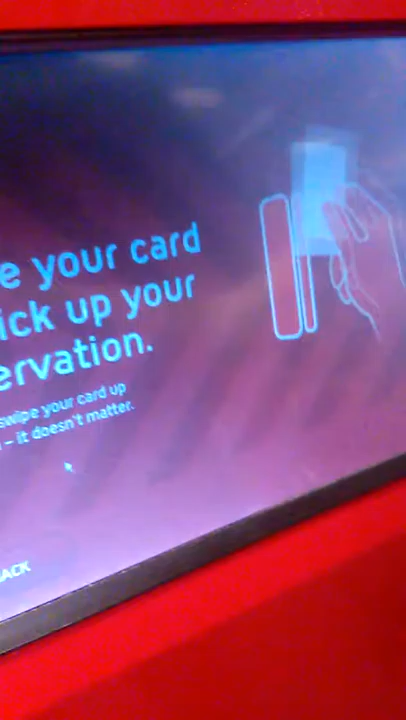 e your card
ick up your
ervation.
swipe your card up
– it doesn't matter.
ACK